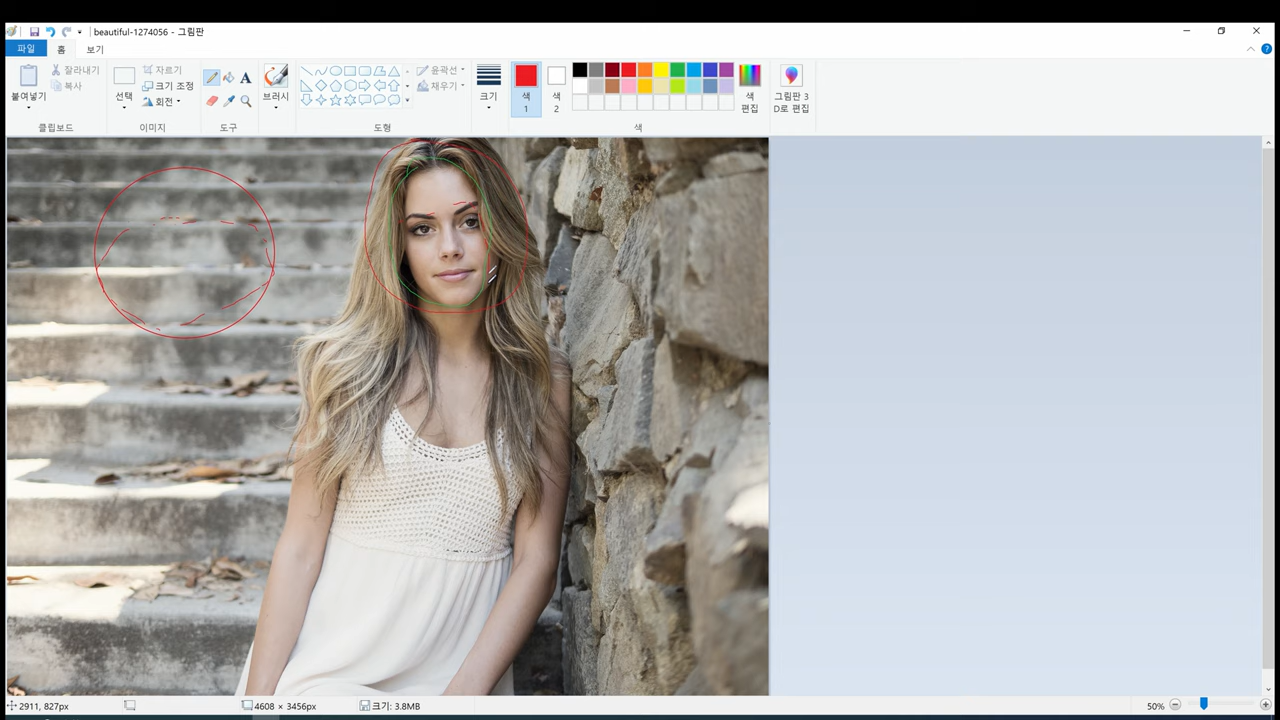 beautiful-1274056 - 그림판
파일 홈 보기
붙여넣기 잘라내기 복사
선택 자르기 크기 조정 회전
A
브러시
윤곽선 채우기
크기
색 1
색 2
색 편집
그림판 3D로 편집
클립보드 이미지 도구 도형 색
2911, 827px 4608 × 3456px 크기: 3.8MB 50%